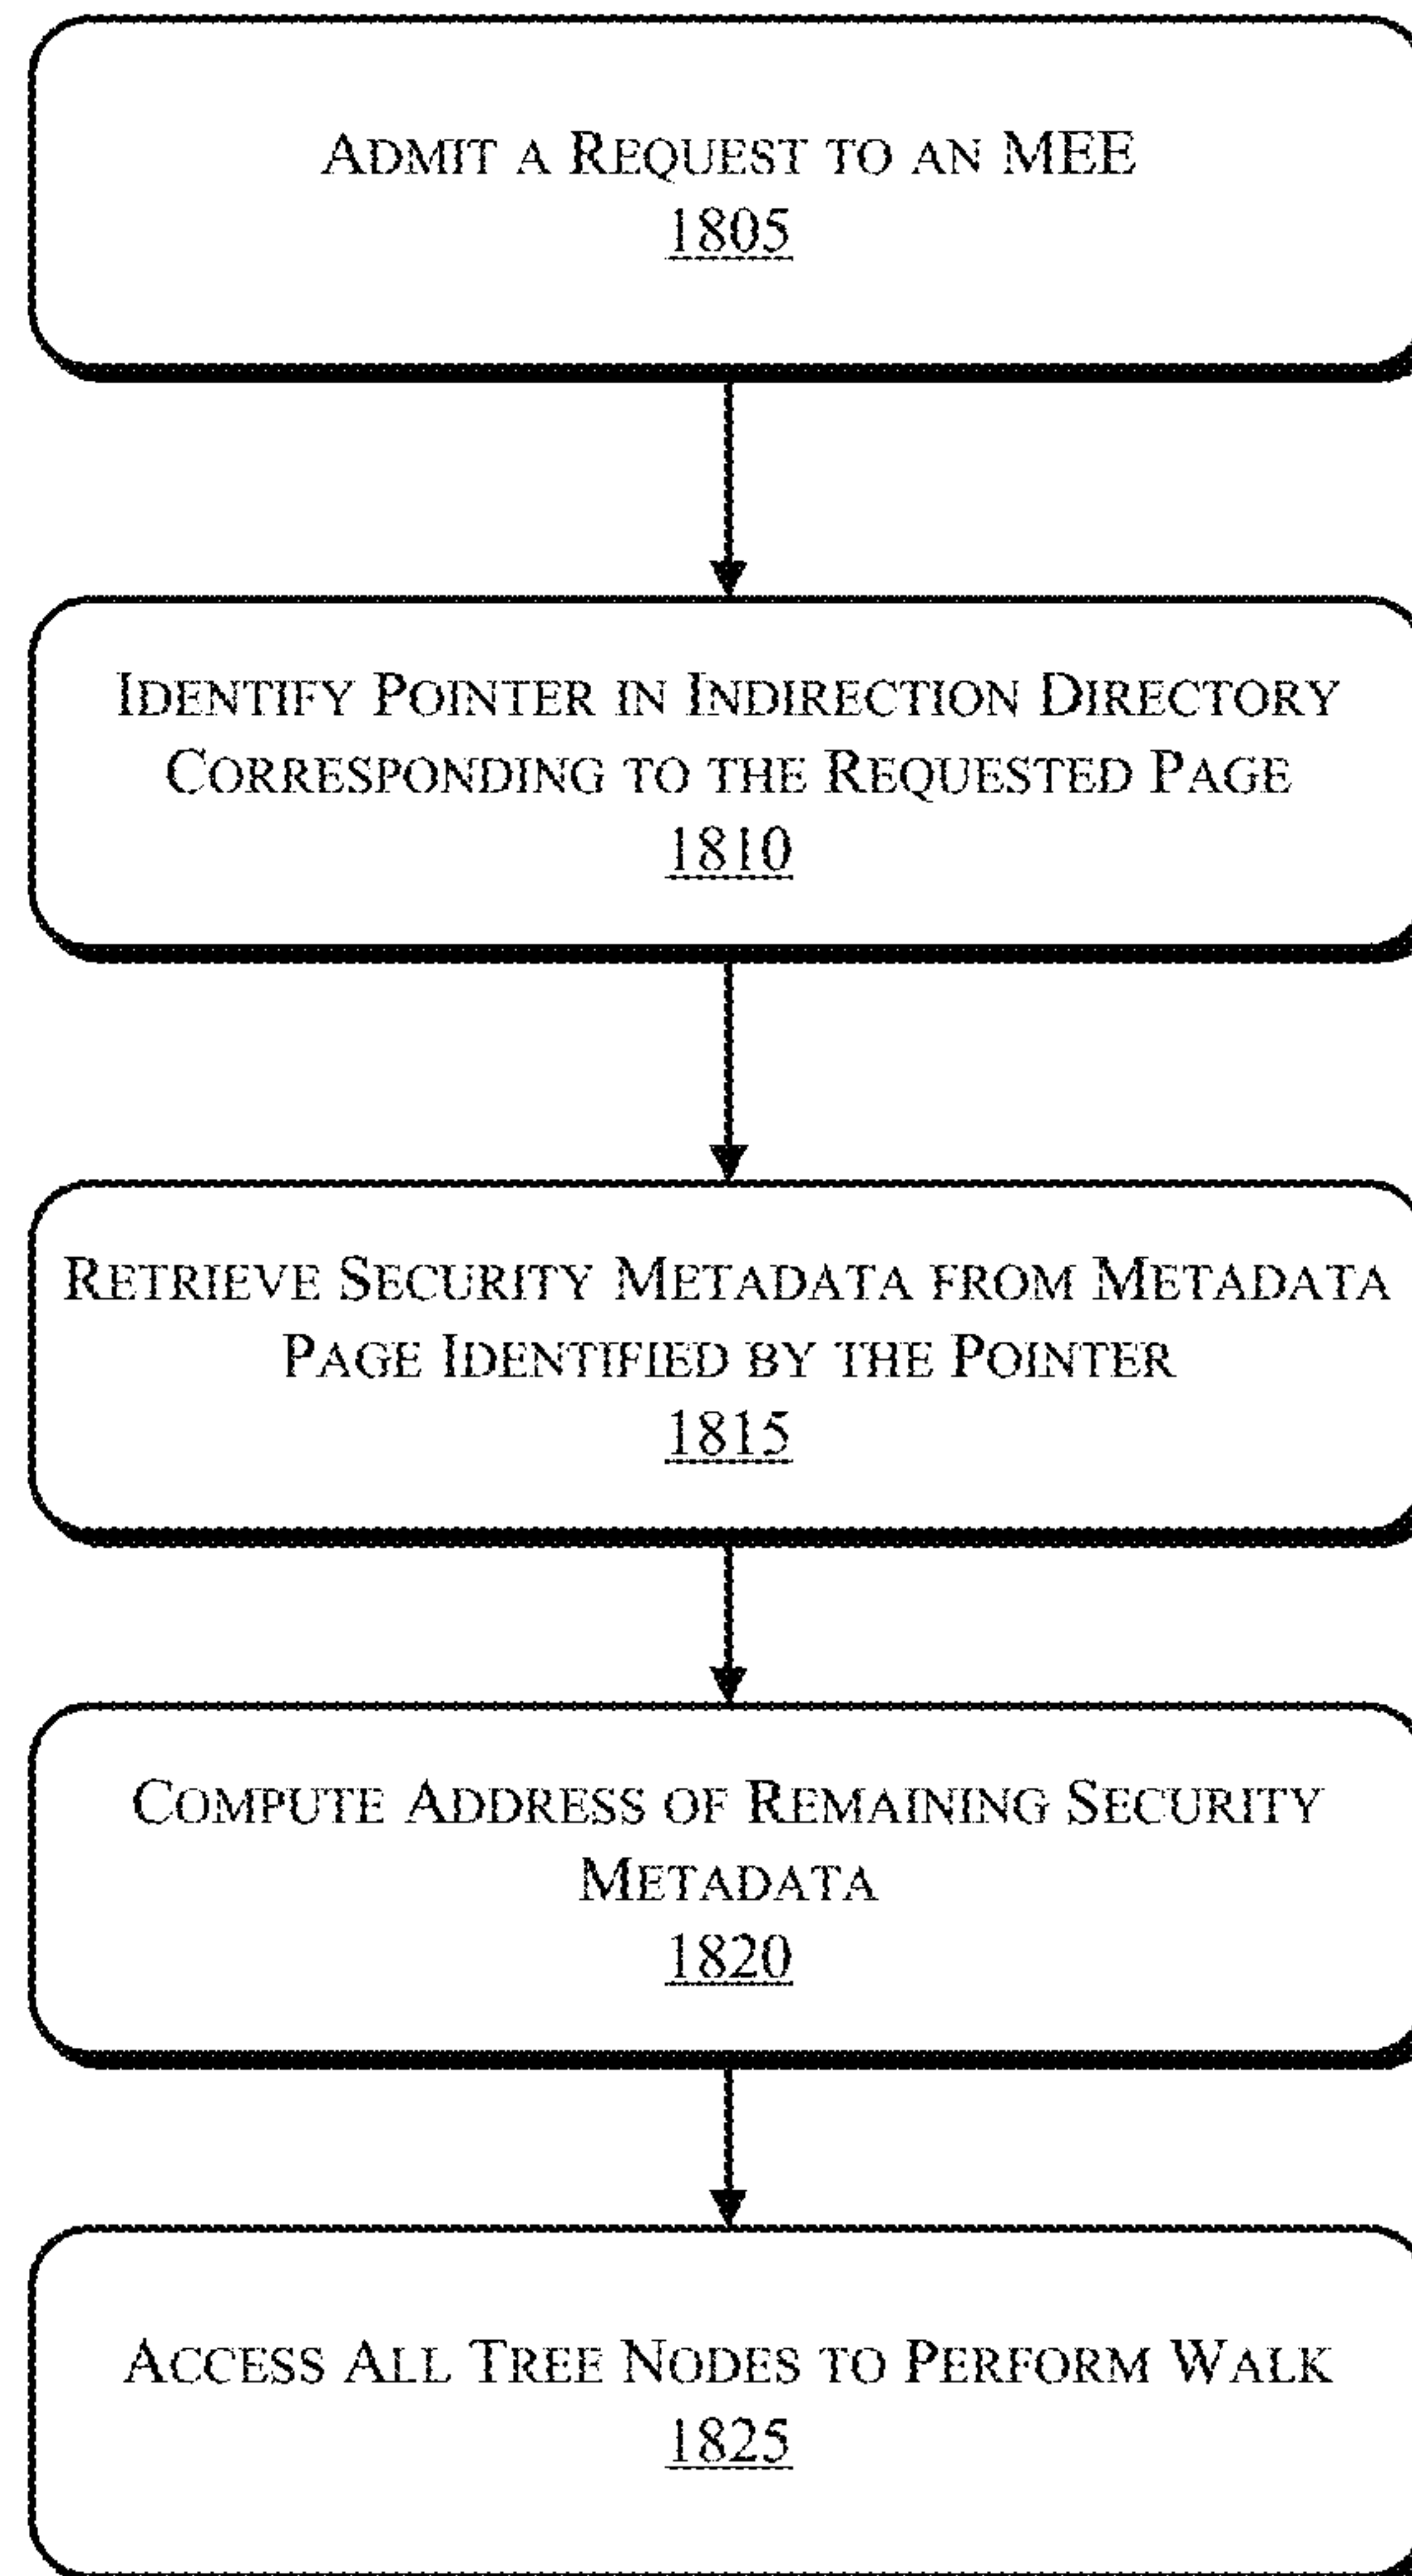 ADMIT A REQUEST TO AN MEE
1805
IDENTIFY POINTER IN INDIRECTION DIRECTORY
CORRESPONDING TO THE REQUESTED PAGE
1810
RETRIEVE SECURITY METADATA FROM METADATA
PAGE IDENTIFIED BY THE POINTER
1815
COMPUTE ADDRESS OF REMAINING SECURITY
METADATA
1820
ACCESS ALL TREE NODES TO PERFORM WALK
1825